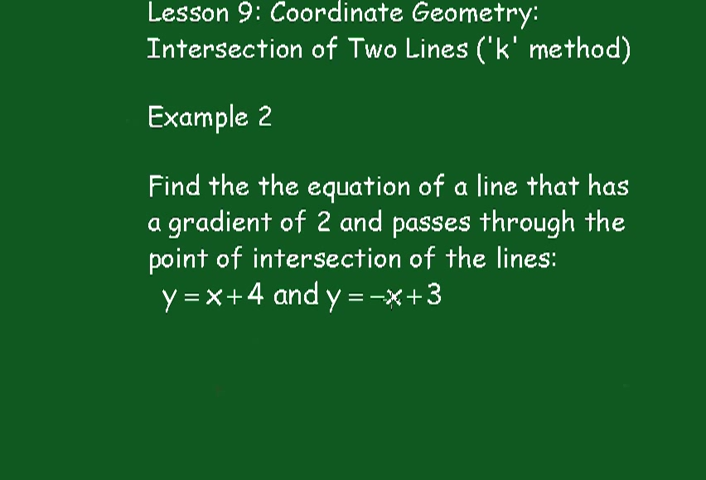 Lesson 9: Coordinate Geometry:
Intersection of Two Lines ('k' method)
Example 2
Find the the equation of a line that has
a gradient of 2 and passes through the
point of intersection of the lines:
y = x + 4 and y = -x + 3